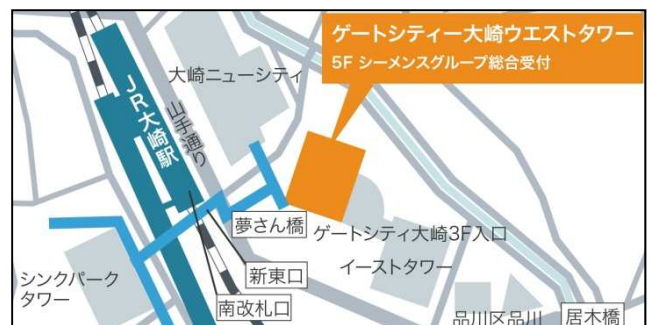 ゲートシティー大崎ウエストタワー
5F シーメンスグループ総合受付
大崎ニューシティ
JR大崎駅
山手通り
夢さん橋
ゲートシティ大崎3F入口
イーストタワー
新東口
シンクパーク
タワー
南改札口
品川区品川
居木橋